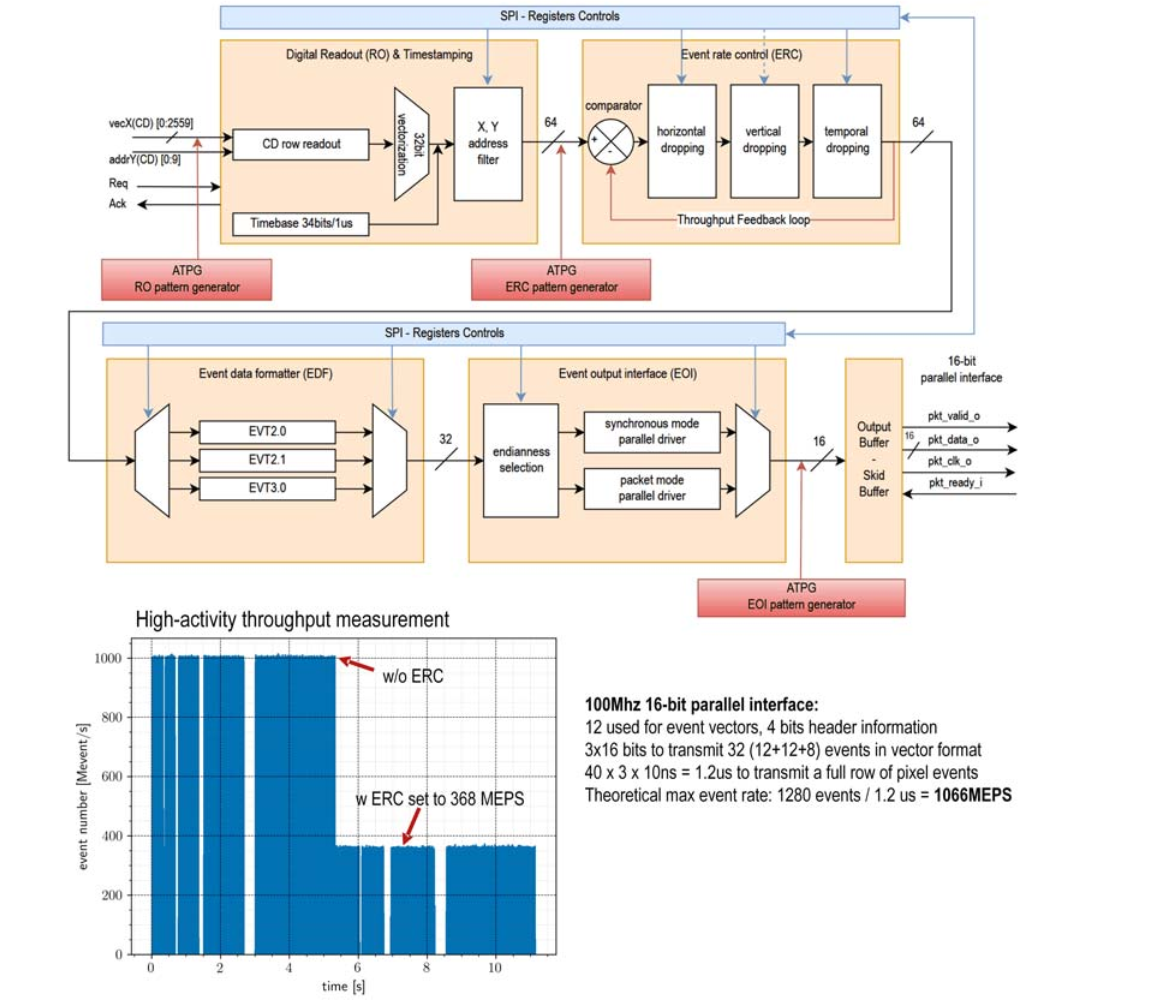 SPI - Registers Controls
Digital Readout (RO) & Timestamping
Event rate control (ERC)
vecX(CD) [0:2559]
addrY(CD) [0:9]
Req
Ack
CD row readout
32bit
vectorization
Timebase 34bits/1us
X, Y
address
filter
64
comparator
+
-
horizontal
dropping
vertical
dropping
temporal
dropping
64
Throughput Feedback loop
ATPG
RO pattern generator
ATPG
ERC pattern generator
SPI - Registers Controls
Event data formatter (EDF)
EVT2.0
EVT2.1
EVT3.0
32
Event output interface (EOI)
endianness
selection
synchronous mode
parallel driver
packet mode
parallel driver
16
Output
Buffer
-
Skid
Buffer
16-bit
parallel interface
pkt_valid_o
16
pkt_data_o
pkt_clk_o
pkt_ready_i
ATPG
EOI pattern generator
High-activity throughput measurement
event number [Mevent/s]
1000
800
600
400
200
0
w/o ERC
w ERC set to 368 MEPS
0 2 4 6 8 10
time [s]
100Mhz 16-bit parallel interface:
12 used for event vectors, 4 bits header information
3x16 bits to transmit 32 (12+12+8) events in vector format
40 x 3 x 10ns = 1.2us to transmit a full row of pixel events
Theoretical max event rate: 1280 events / 1.2 us = 1066MEPS